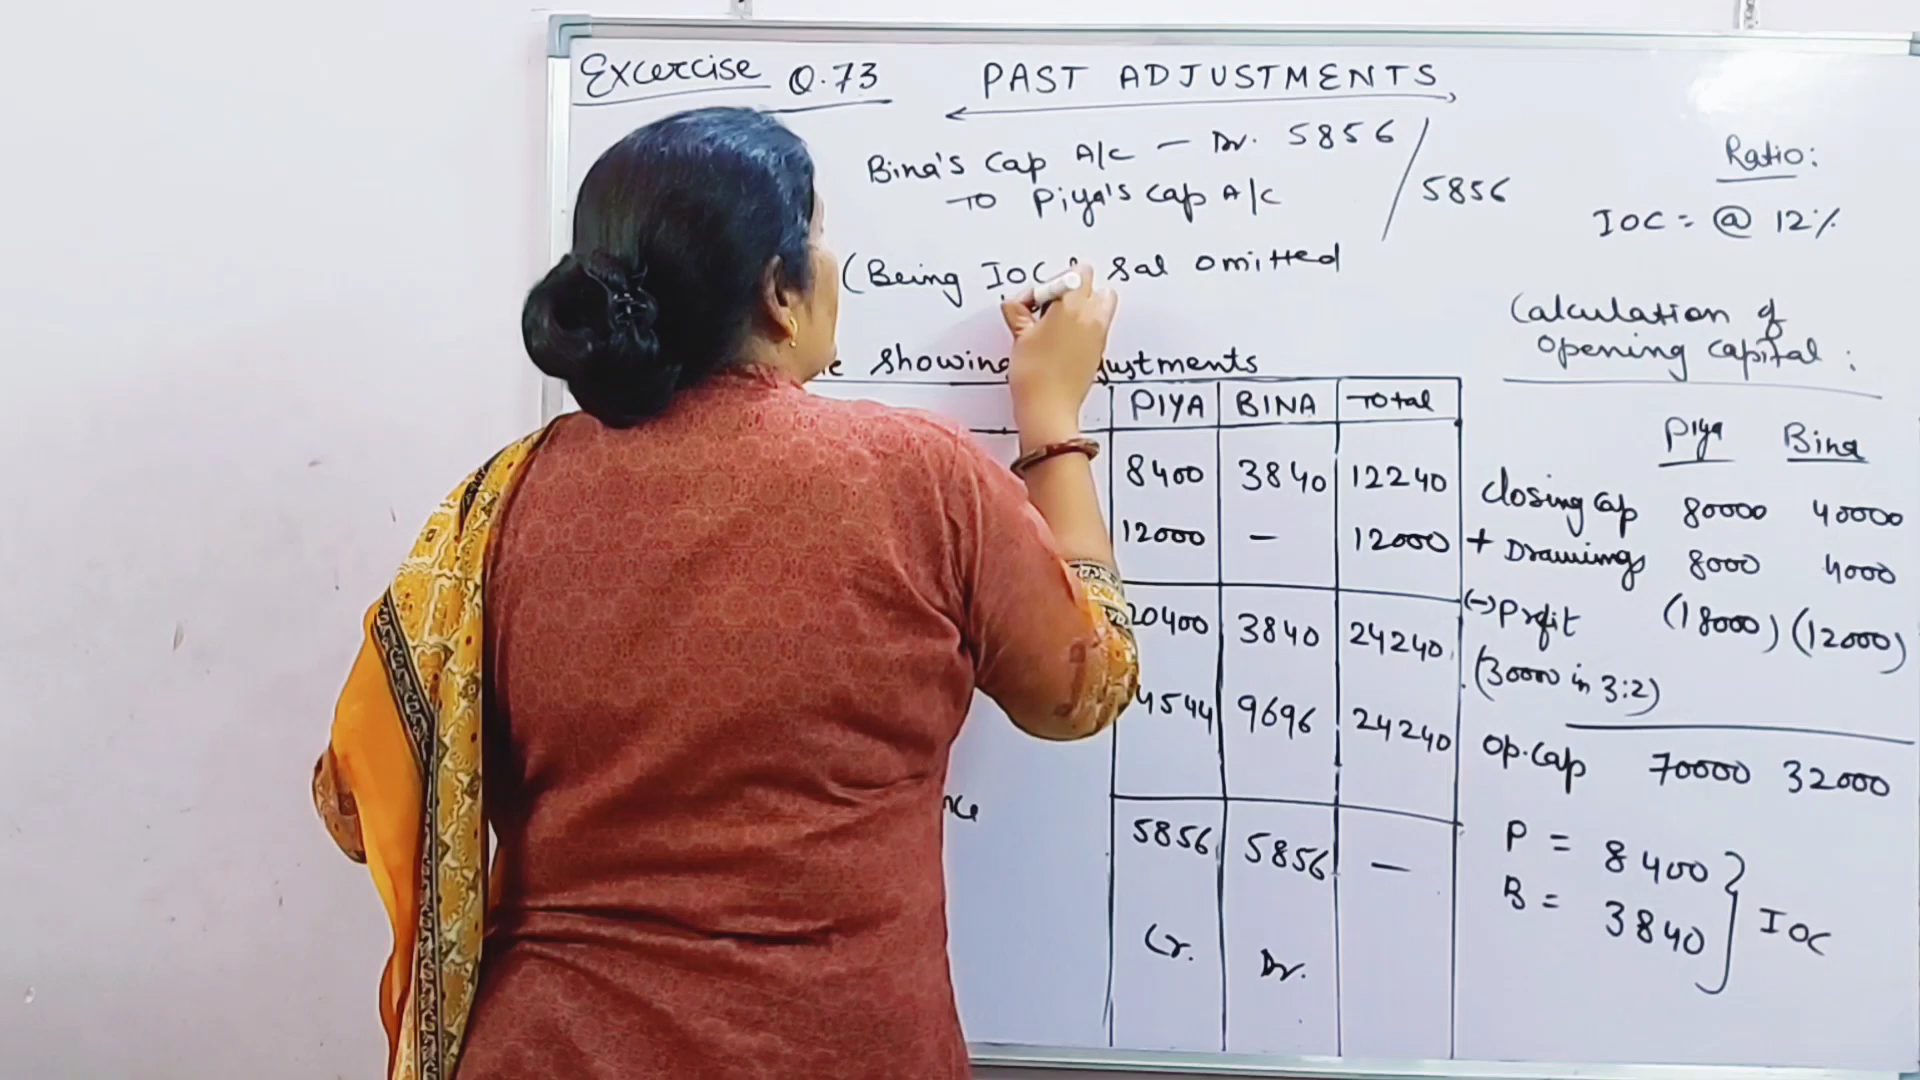 Excercise Q.73
PAST ADJUSTMENTS
Bina's Cap A/c — Dr. 5856
To Piya's Cap A/c 5856
(Being IOC & Sal omitted
showing
PIYA BINA Total
8400 3840 12240
12000 — 12000
20400 3840 24240
9696 24240
5856 5856 —
Cr. Dr.
Ratio:
IOC = @ 12%
Calculation of
opening capital:
Piya Bina
Closing Cap 80000 40000
+ Drawings 8000 4000
(-) Profit (18000) (12000)
(30000 in 3:2)
Op. Cap 70000 32000
P = 8400
B = 3840
IOC